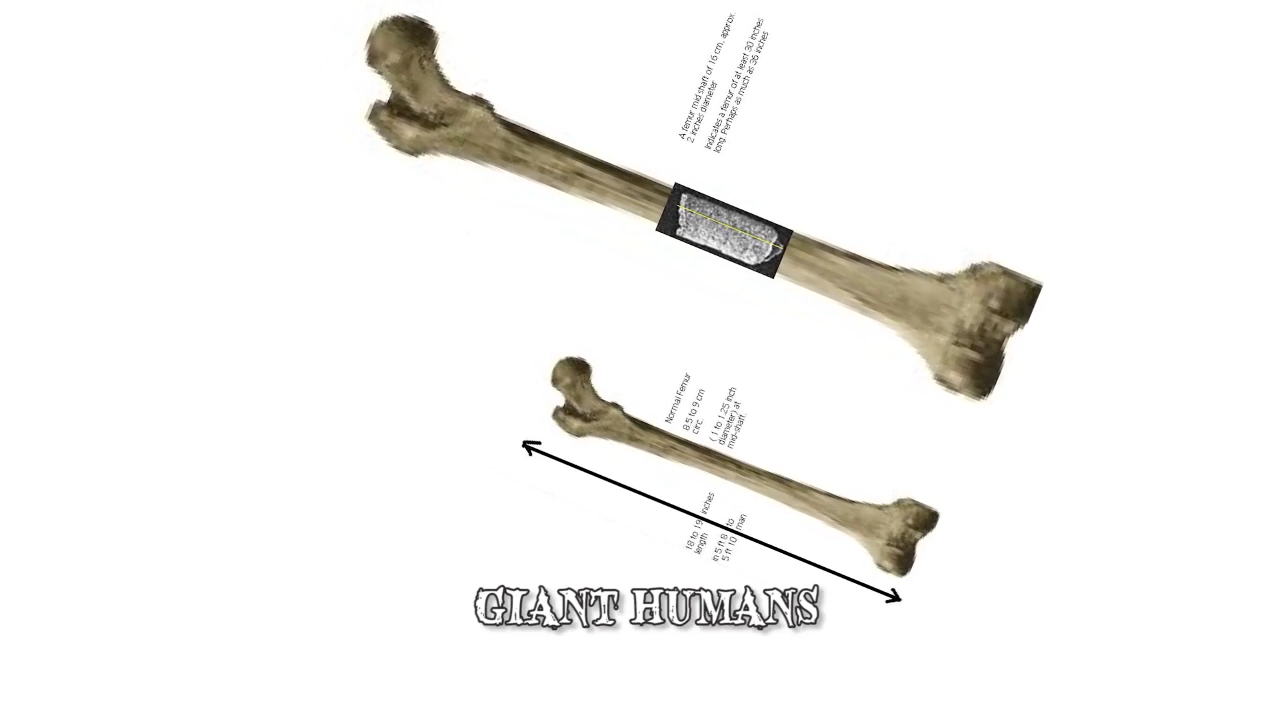 A femur mid shaft of 16 cm. approx.
2 inches diameter
Indicates a femur of at least 30 inches
long. Perhaps as much as 36 inches
Normal Femur
8.5 to 9 cm
circ.
( 1 to 1.25 inch
diameter) at
mid-shaft.
18 to 19 inches
length
in 5 ft 8 to
5 ft 10 man
GIANT HUMANS